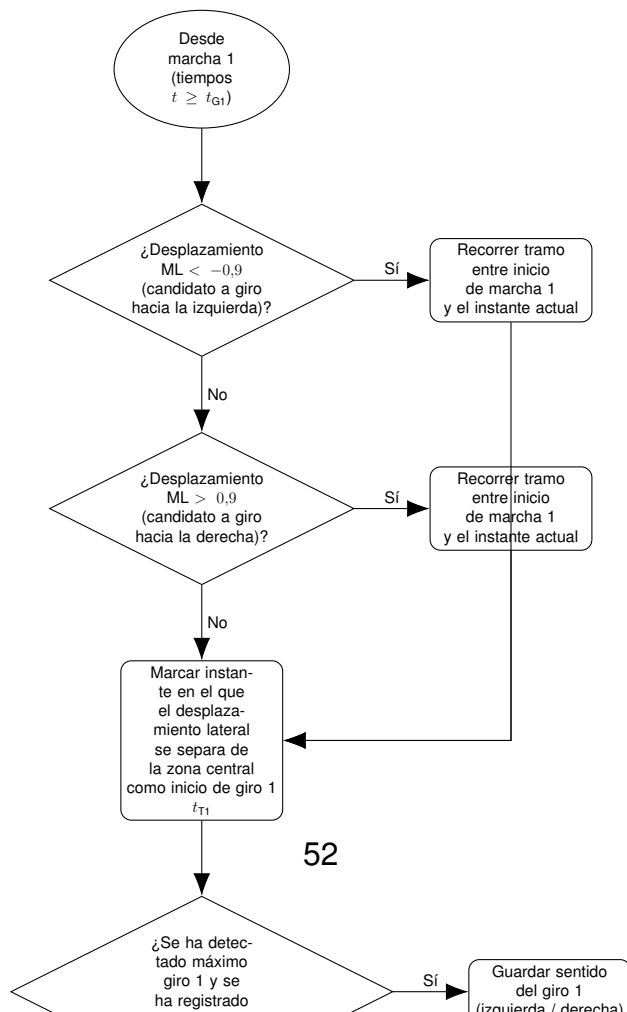 Desde
marcha 1
(tiempos
t ≥ tG1)
¿Desplazamiento
ML < −0,9
(candidato a giro
hacia la izquierda)?
Sí
Recorrer tramo
entre inicio
de marcha 1
y el instante actual
No
¿Desplazamiento
ML > 0,9
(candidato a giro
hacia la derecha)?
Sí
Recorrer tramo
entre inicio
de marcha 1
y el instante actual
No
Marcar instan-
te en el que
el desplaza-
miento lateral
se separa de
la zona central
como inicio de giro 1
tT1
52
¿Se ha detec-
tado máximo
giro 1 y se
ha registrado
Sí
Guardar sentido
del giro 1
(izquierda / derecha)